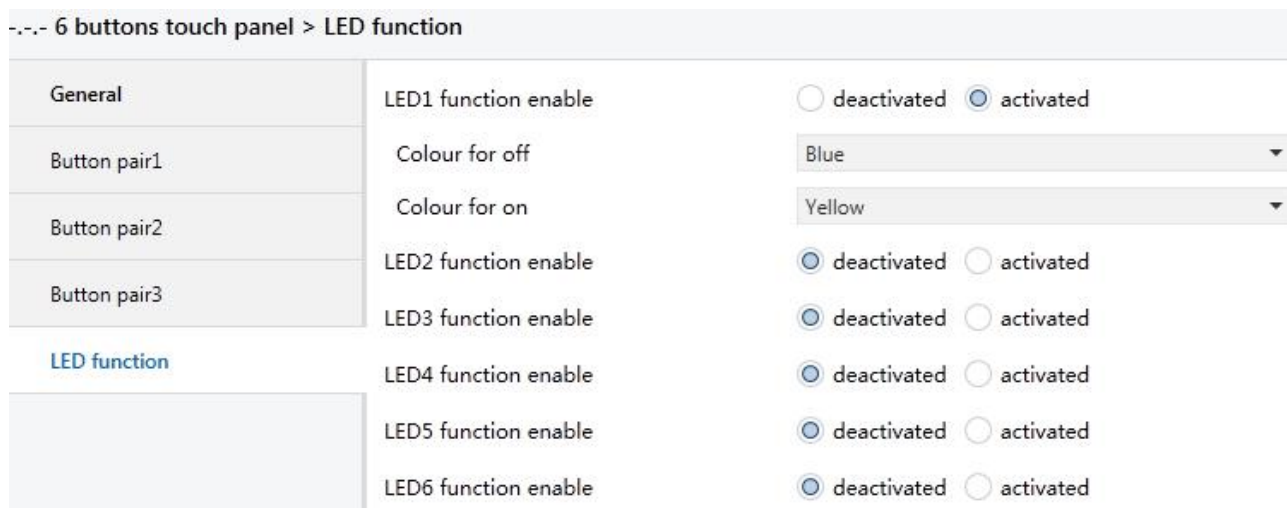 -.-.- 6 buttons touch panel > LED function
General
Button pair1
Button pair2
Button pair3
LED function
LED1 function enable deactivated activated
Colour for off Blue
Colour for on Yellow
LED2 function enable deactivated activated
LED3 function enable deactivated activated
LED4 function enable deactivated activated
LED5 function enable deactivated activated
LED6 function enable deactivated activated